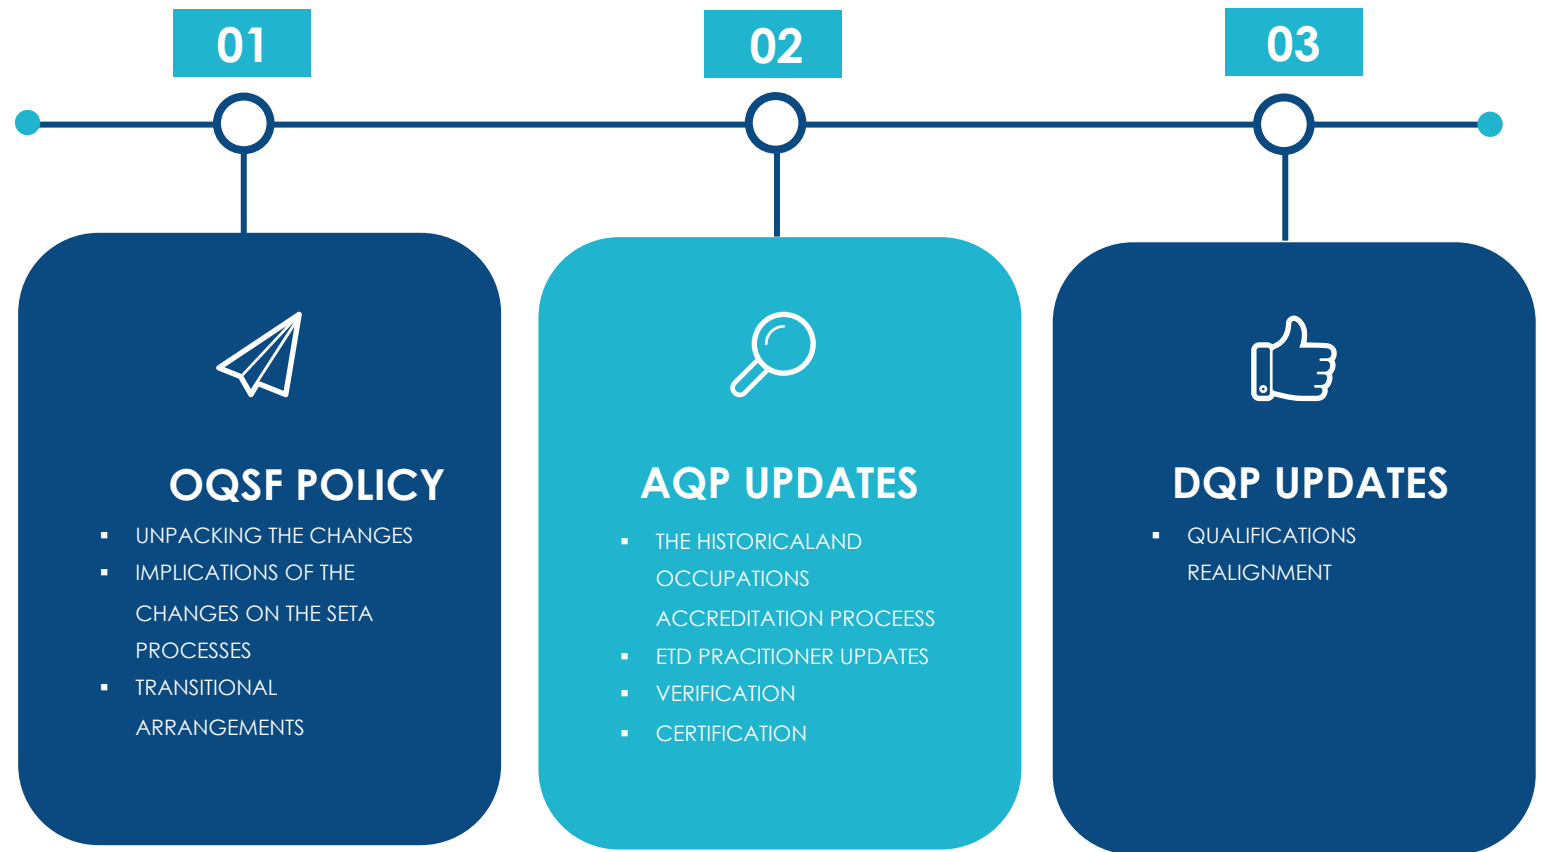 01
OQSF POLICY
▪ UNPACKING THE CHANGES
▪ IMPLICATIONS OF THE
CHANGES ON THE SETA
PROCESSES
▪ TRANSITIONAL
ARRANGEMENTS
02
AQP UPDATES
▪ THE HISTORICALAND
OCCUPATIONS
ACCREDITATION PROCEESS
▪ ETD PRACITIONER UPDATES
▪ VERIFICATION
▪ CERTIFICATION
03
DQP UPDATES
▪ QUALIFICATIONS
REALIGNMENT